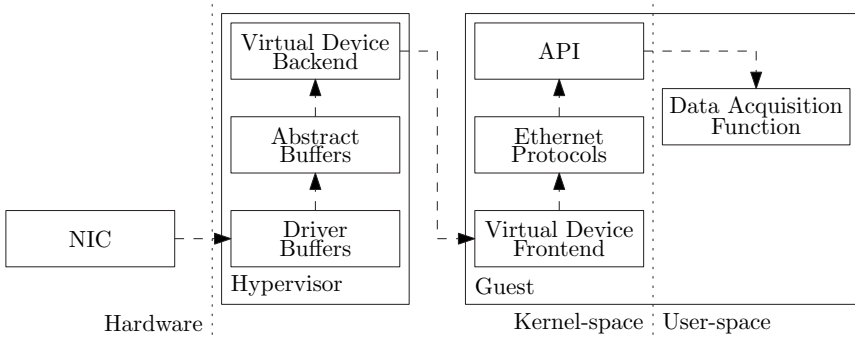 Virtual Device
Backend
API
Data Acquisition
Function
Abstract
Buffers
Ethernet
Protocols
NIC
Driver
Buffers
Virtual Device
Frontend
Hypervisor
Guest
Hardware
Kernel-space
User-space